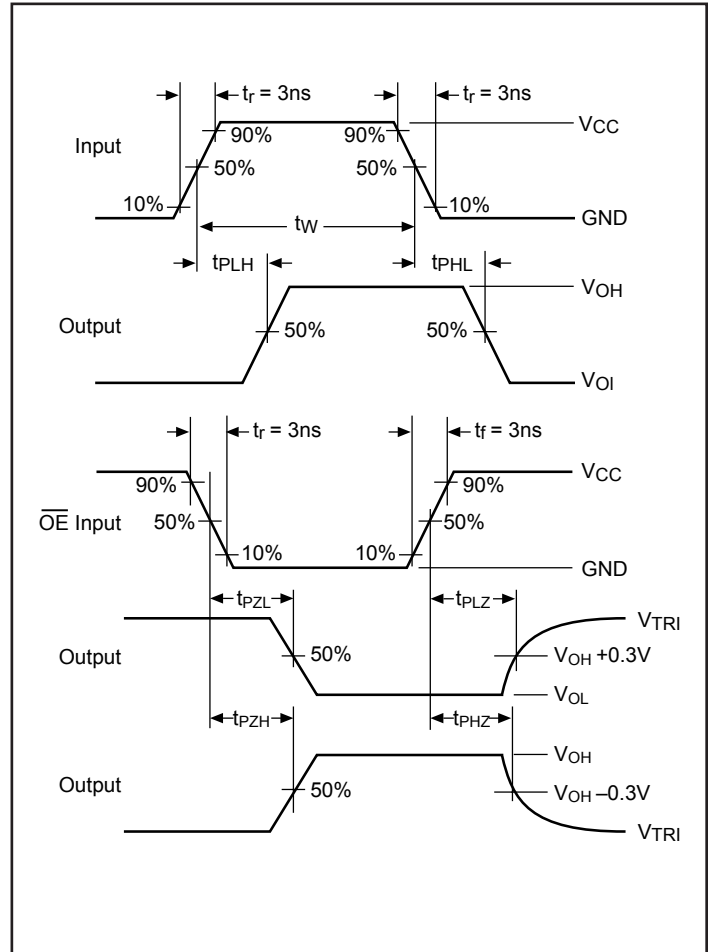 tr = 3ns
tr = 3ns
VCC
90%
90%
Input
50%
50%
10%
10%
GND
tW
tPLH
tPHL
VOH
Output
50%
50%
VOI
tr = 3ns
tf = 3ns
VCC
90%
90%
OE Input
50%
50%
10%
10%
GND
tPZL
tPLZ
VTRI
Output
50%
VOH +0.3V
VOL
tPZH
tPHZ
VOH
Output
50%
VOH –0.3V
VTRI